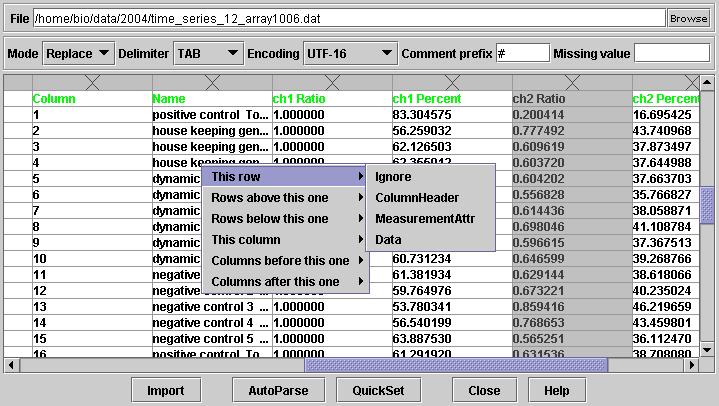 File /home/bio/data/2004/time_series_12_array1006.dat Browse
Mode Replace Delimiter TAB Encoding UTF-16 Comment prefix # Missing value
Column Name ch1 Ratio ch1 Percent ch2 Ratio ch2 Percent
1 positive control To... 1.000000 83.304575 0.200414 16.695425
2 house keeping gen... 1.000000 56.259032 0.777492 43.740968
3 house keeping gen... 1.000000 62.126503 0.609619 37.873497
4 house keeping gen... 1.000000 62.355012 0.603720 37.644988
5 dynamic This row Ignore 0.604202 37.663703
6 dynamic Rows above this one ColumnHeader 0.556828 35.766827
7 dynamic Rows below this one MeasurementAttr 0.614436 38.058871
8 dynamic This column Data 0.698046 41.108784
9 dynamic 0.596615 37.367513
10 dynamic Columns before this one 60.731234 0.646599 39.268766
11 negative Columns after this one 61.381934 0.629144 38.618066
12 negative control 2 ... 1.000000 59.764976 0.673221 40.235024
13 negative control 3 ... 1.000000 53.780341 0.859416 46.219659
14 negative control 4 ... 1.000000 56.540199 0.768653 43.459801
15 negative control 5 ... 1.000000 63.887530 0.565251 36.112470
16 positive control To... 1.000000 61.291920 0.631536 38.708080
Import AutoParse QuickSet Close Help